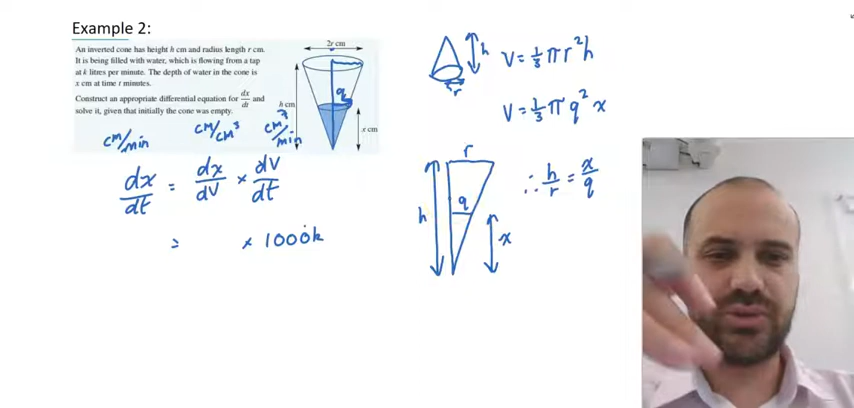 Example 2:
An inverted cone has height h cm and radius length r cm.
It is being filled with water, which is flowing from a tap
at k litres per minute. The depth of water in the cone is
x cm at time t minutes.
Construct an appropriate differential equation for dx/dt and
solve it, given that initially the cone was empty.
2r cm
q
h cm
x cm
cm/min cm/cm³ cm³/min
dx/dt = dx/dV × dV/dt
= × 1000k
h
r
V = 1/3 πr²h
V = 1/3 π q² x
r
h
q
x
∴ h/r = x/q